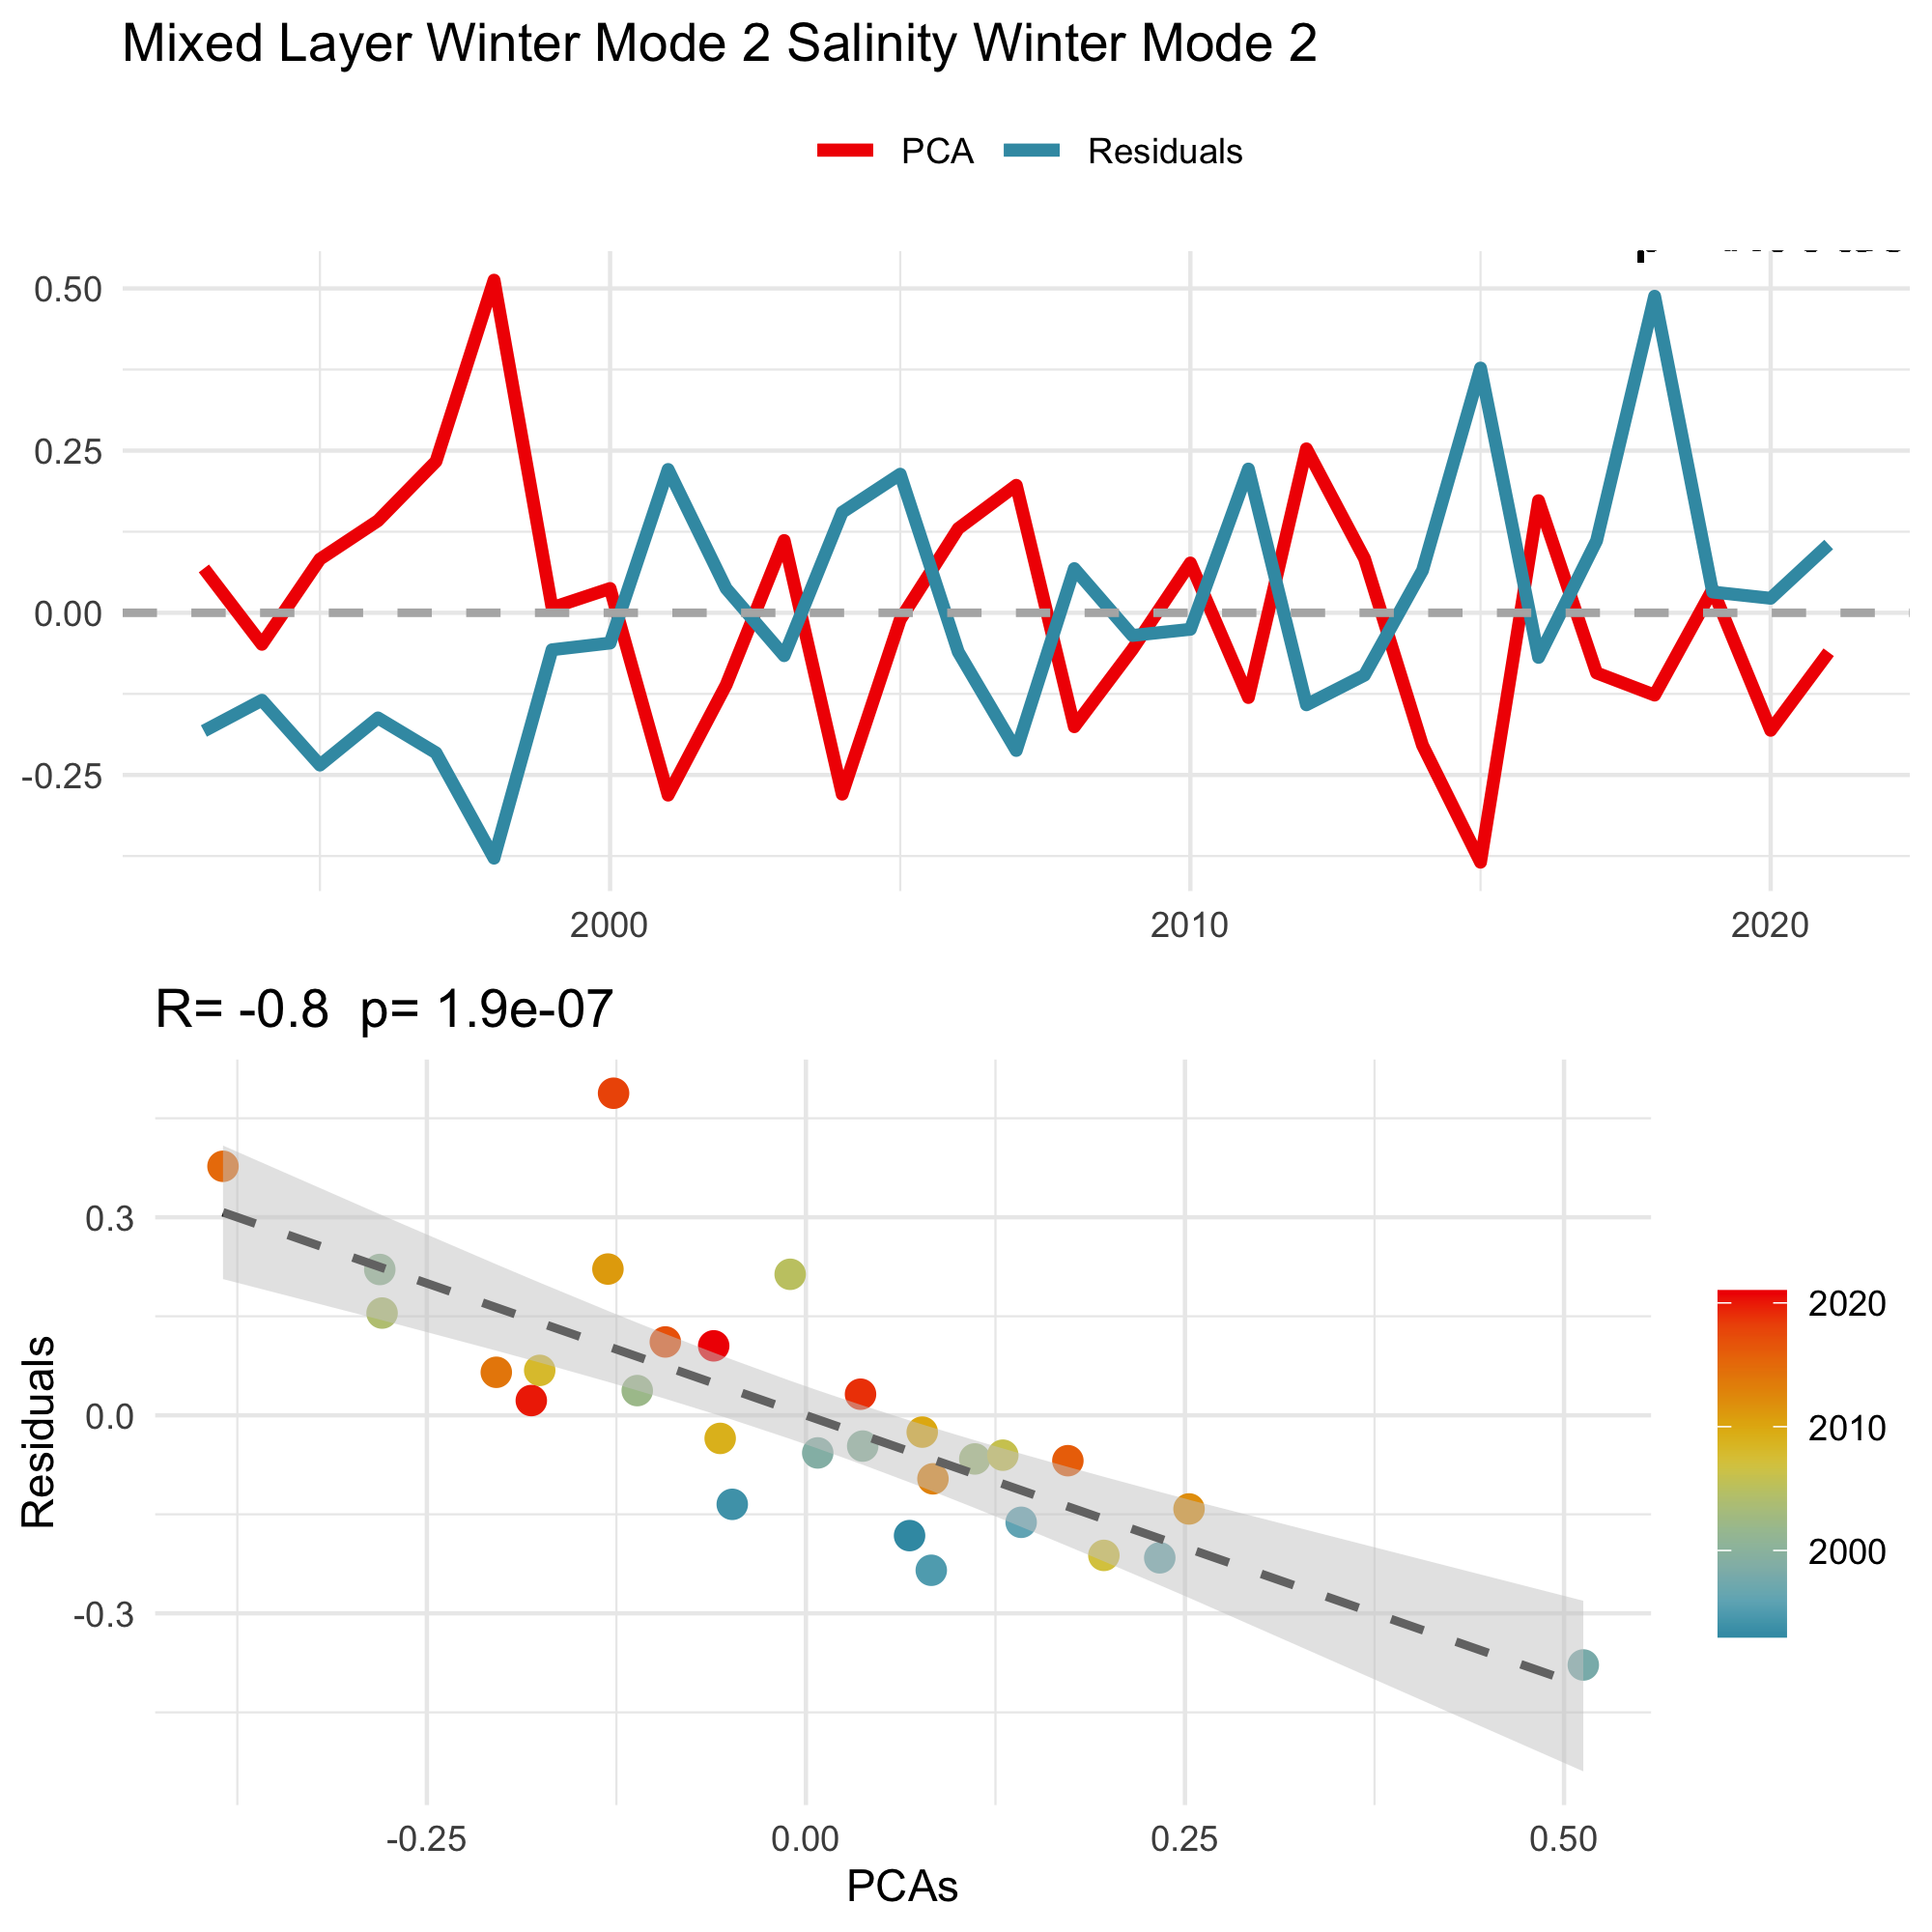 Mixed Layer Winter Mode 2 Salinity Winter Mode 2
PCA Residuals
0.50
0.25
0.00
-0.25
2000 2010 2020
R= -0.8 p= 1.9e-07
Residuals
0.3
0.0
-0.3
-0.25 0.00 0.25 0.50
PCAs
2020
2010
2000